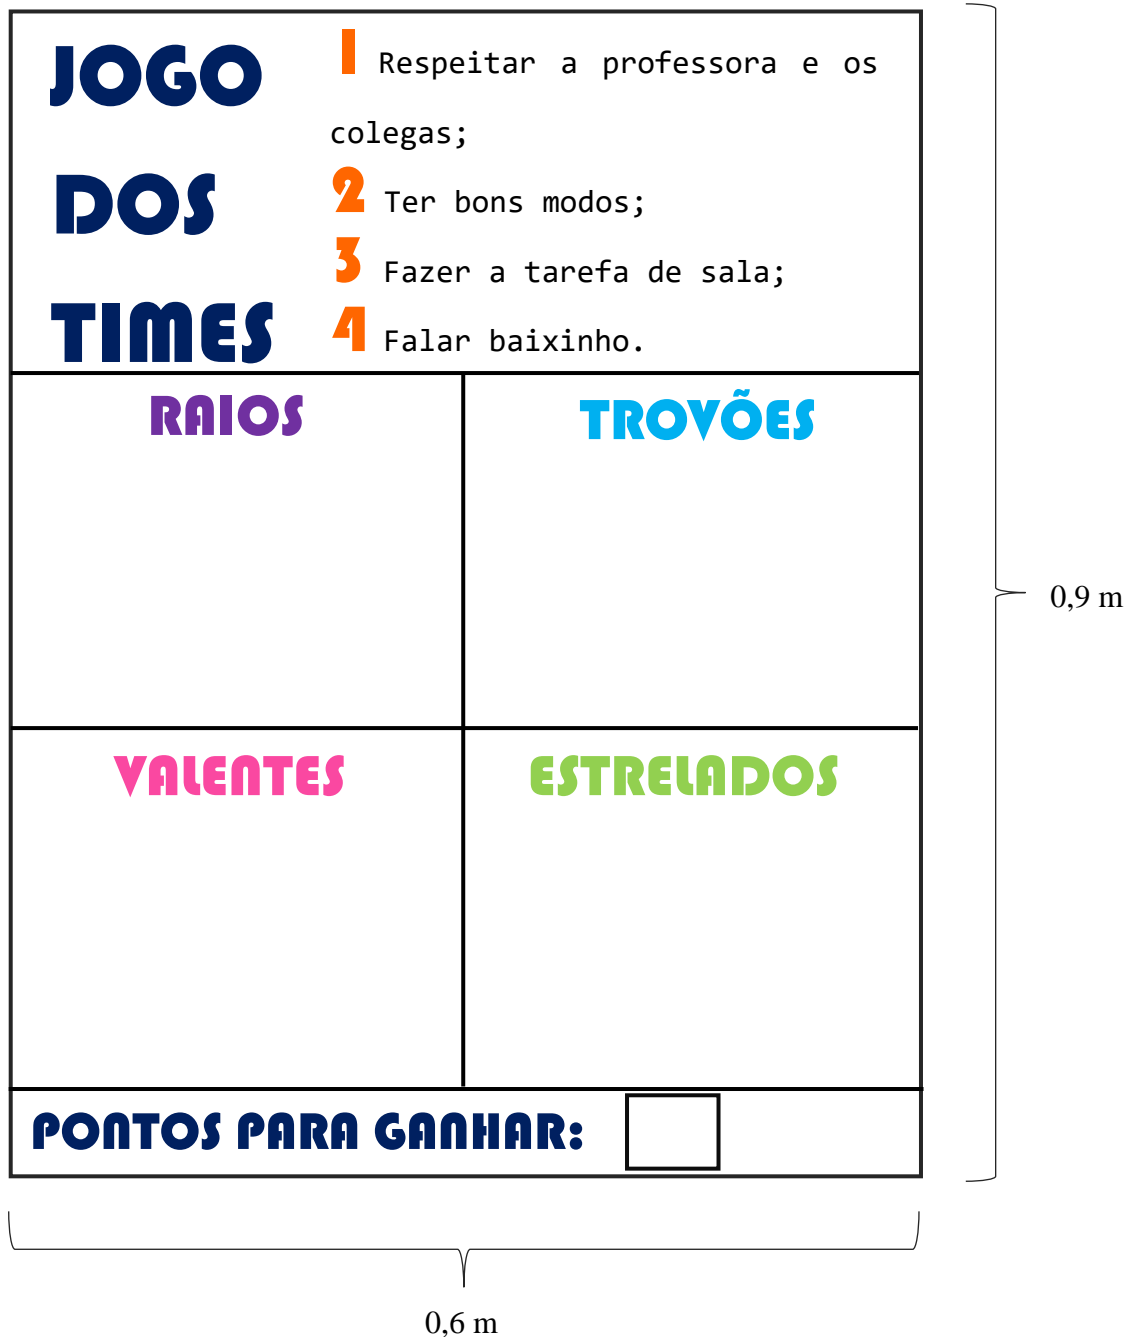 JOGO
DOS
TIMES
1 Respeitar a professora e os
colegas;
2 Ter bons modos;
3 Fazer a tarefa de sala;
4 Falar baixinho.
RAIOS
TROVÕES
VALENTES
ESTRELADOS
PONTOS PARA GANHAR:
0,9 m
0,6 m